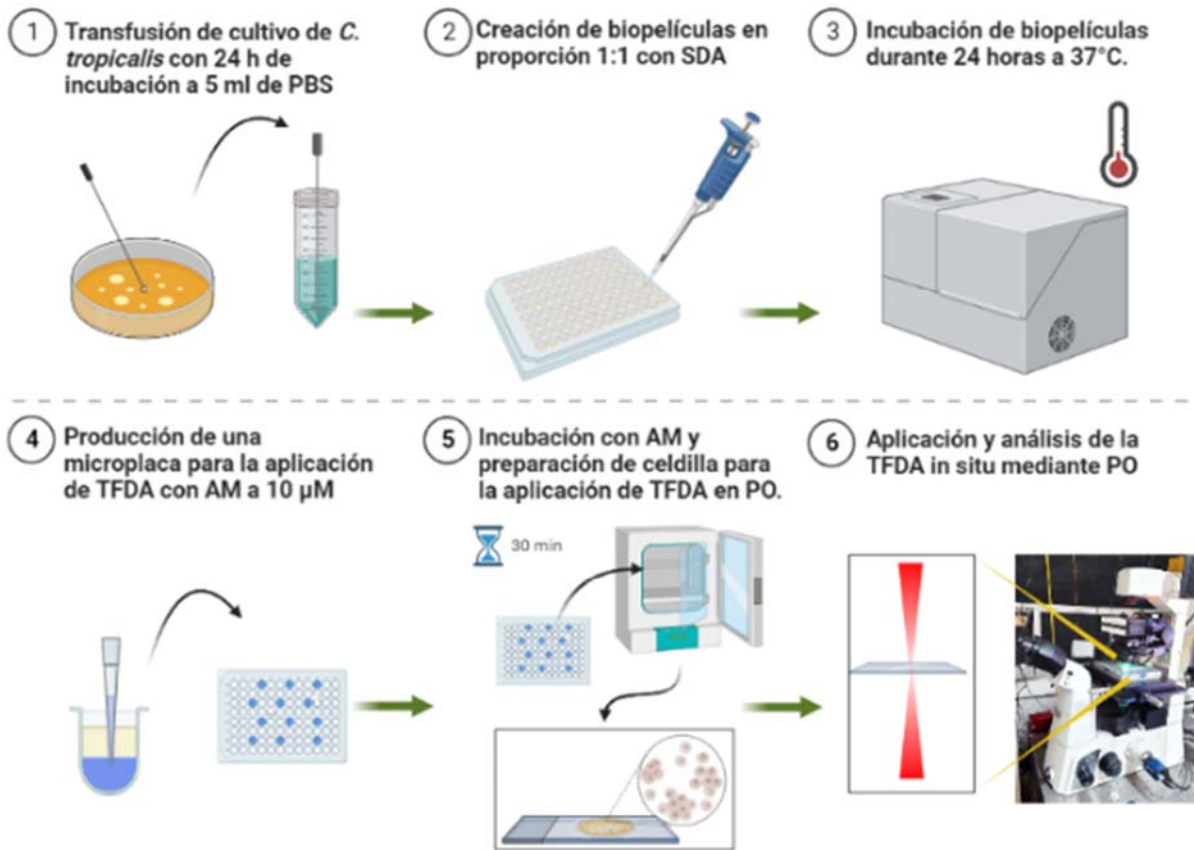 1 Transfusión de cultivo de C.
tropicalis con 24 h de
incubación a 5 ml de PBS
2 Creación de biopelículas en
proporción 1:1 con SDA
3 Incubación de biopelículas
durante 24 horas a 37°C.
4 Producción de una
microplaca para la aplicación
de TFDA con AM a 10 µM
5 Incubación con AM y
preparación de celdilla para
la aplicación de TFDA en PO.
30 min
6 Aplicación y análisis de la
TFDA in situ mediante PO